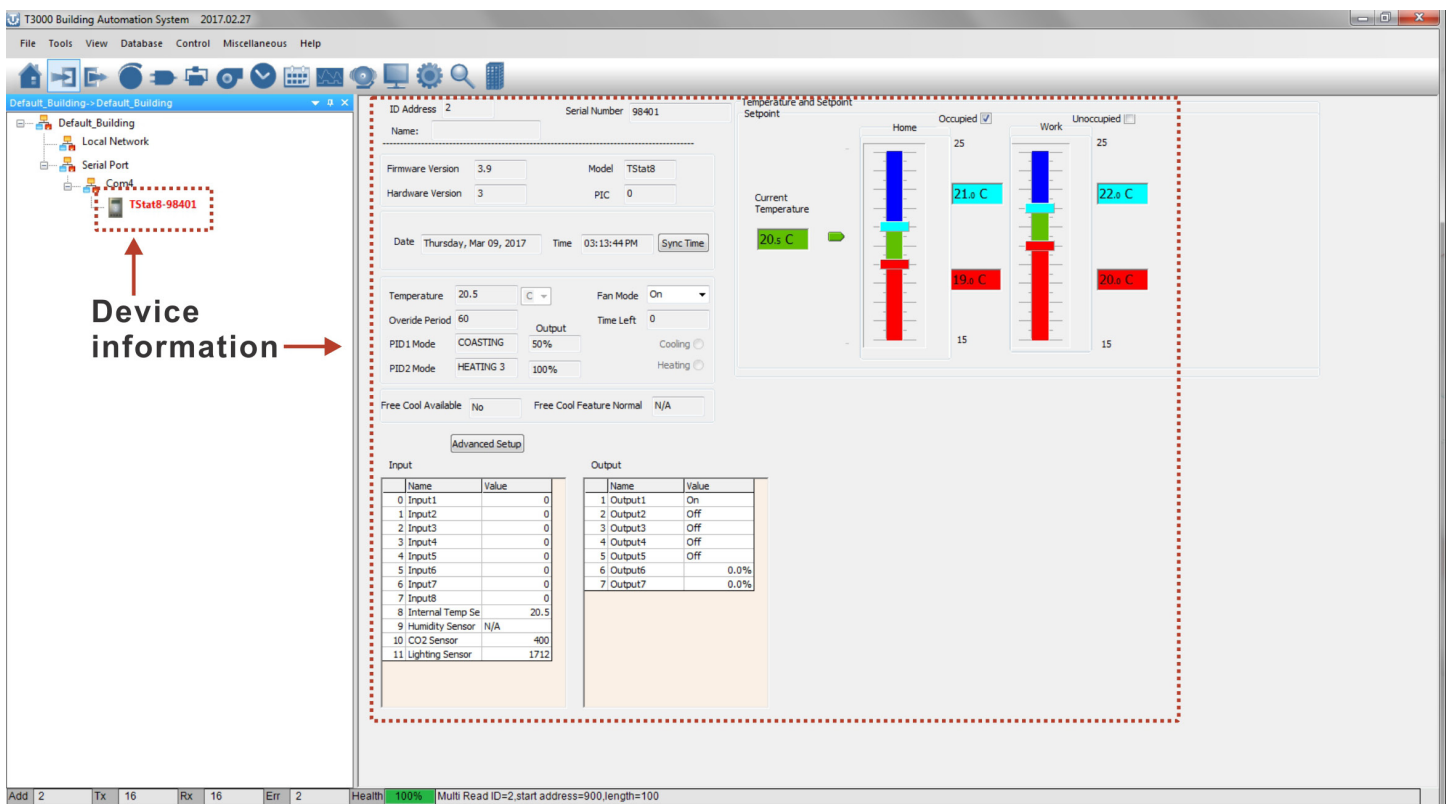 T3000 Building Automation System 2017.02.27
File Tools View Database Control Miscellaneous Help
Default_Building->Default_Building
Default_Building
Local Network
Serial Port
Com4
TStat8-98401
Device
information
ID Address 2 Serial Number 98401
Name:
Firmware Version 3.9 Model TStat8
Hardware Version 3 PIC 0
Date Thursday, Mar 09, 2017 Time 03:13:44 PM Sync Time
Temperature 20.5 C Fan Mode On
Overide Period 60 Time Left 0
Output
PID1 Mode COASTING 50% Cooling
PID2 Mode HEATING 3 100% Heating
Free Cool Available No Free Cool Feature Normal N/A
Advanced Setup
Input
Name Value
0 Input1 0
1 Input2 0
2 Input3 0
3 Input4 0
4 Input5 0
5 Input6 0
6 Input7 0
7 Input8 0
8 Internal Temp Se 20.5
9 Humidity Sensor N/A
10 CO2 Sensor 400
11 Lighting Sensor 1712
Output
Name Value
1 Output1 On
2 Output2 Off
3 Output3 Off
4 Output4 Off
5 Output5 Off
6 Output6 0.0%
7 Output7 0.0%
Temperature and Setpoint
Setpoint
Home Occupied Work Unoccupied
25 25
21.0 C 22.0 C
Current
Temperature
20.5 C
19.0 C 20.0 C
15 15
Add 2 Tx 16 Rx 16 Err 2 Health 100% Multi Read ID=2,start address=900,length=100